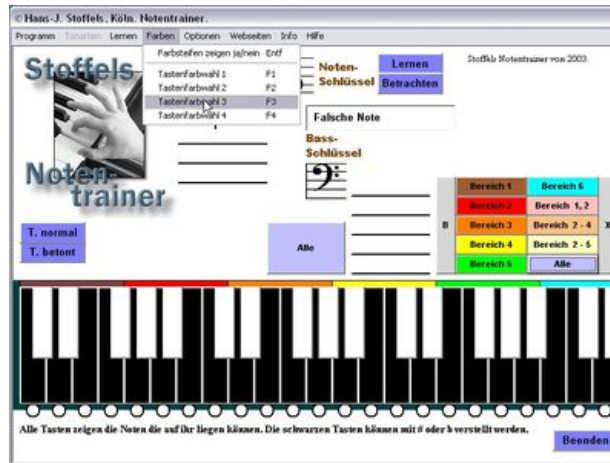 © Hans-J. Stoffels, Köln. Notentrainer.
Programm Tonarten Lernen Farben Optionen Webseiten Info Hilfe
Farbsteifen zeigen ja/nein Entf
Tastenfarbwahl 1 F1
Tastenfarbwahl 2 F2
Tastenfarbwahl 3 F3
Tastenfarbwahl 4 F4
Stoffels
Noten-
trainer
Noten-
Schlüssel
Lernen
Betrachten
Stoffels Notentrainer von 2003.
Falsche Note
Bass-
Schlüssel
T. normal
T. betont
Alle
B
X
Bereich 1 Bereich 6
Bereich 2 Bereich 1, 2
Bereich 3 Bereich 2 - 4
Bereich 4 Bereich 2 - 5
Bereich 5 Alle
Alle Tasten zeigen die Noten die auf ihr liegen können. Die schwarzen Tasten können mit # oder b verstellt werden.
Beenden